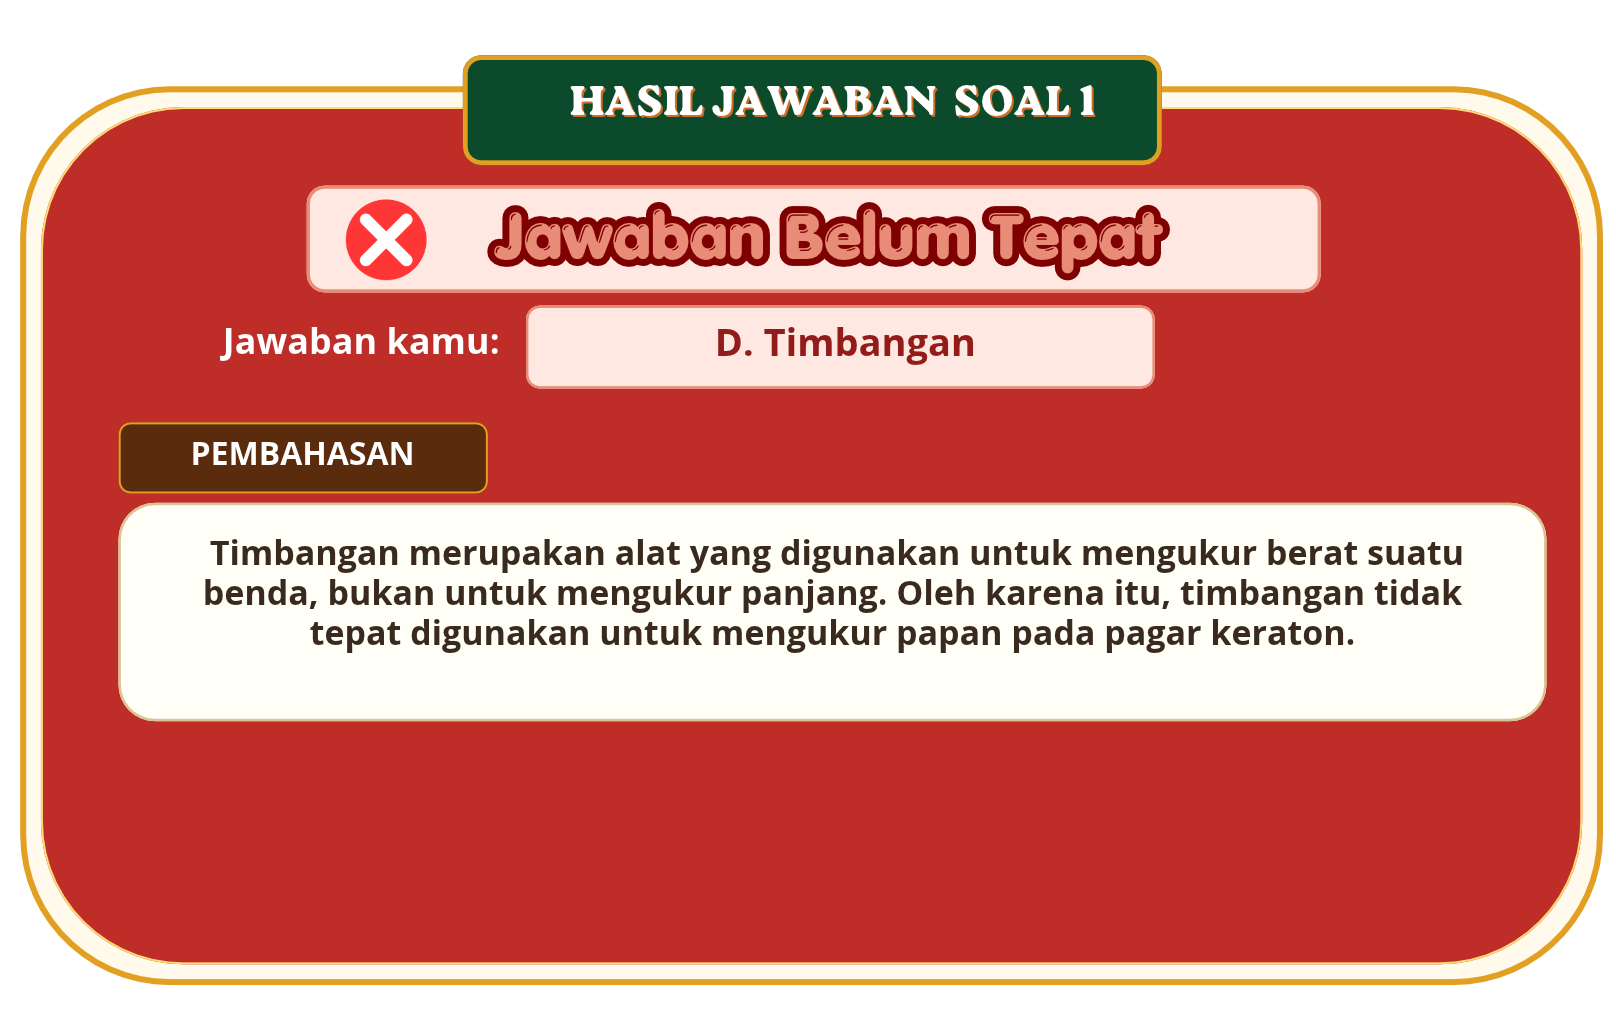 HASIL JAWABAN SOAL 1
Jawaban Belum Tepat
Jawaban kamu:
D. Timbangan
PEMBAHASAN
Timbangan merupakan alat yang digunakan untuk mengukur berat suatu
benda, bukan untuk mengukur panjang. Oleh karena itu, timbangan tidak
tepat digunakan untuk mengukur papan pada pagar keraton.